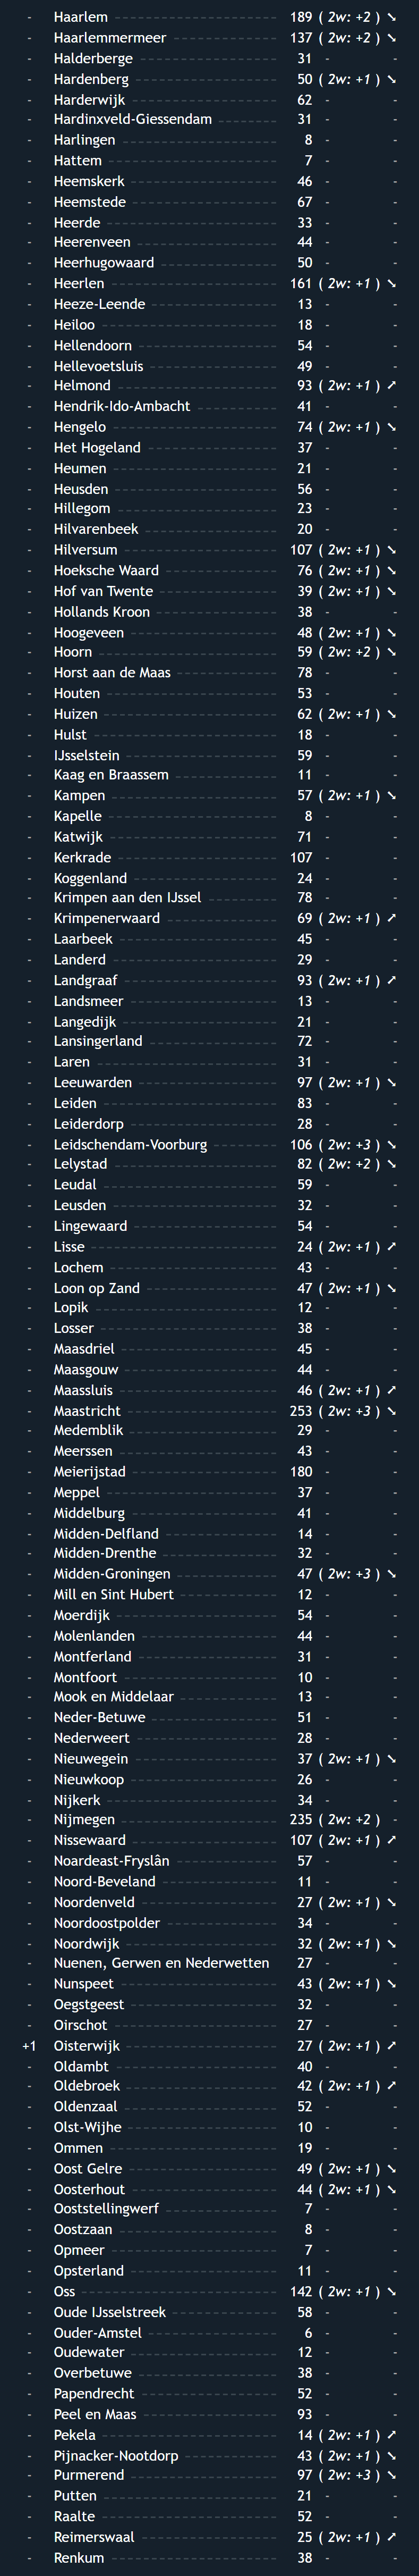 - Haarlem 189 ( 2w: +2 ) ➘
- Haarlemmermeer 137 ( 2w: +2 ) ➘
- Halderberge 31 - -
- Hardenberg 50 ( 2w: +1 ) ➘
- Harderwijk 62 - -
- Hardinxveld-Giessendam 31 - -
- Harlingen 8 - -
- Hattem 7 - -
- Heemskerk 46 - -
- Heemstede 67 - -
- Heerde 33 - -
- Heerenveen 44 - -
- Heerhugowaard 50 - -
- Heerlen 161 ( 2w: +1 ) ➘
- Heeze-Leende 13 - -
- Heiloo 18 - -
- Hellendoorn 54 - -
- Hellevoetsluis 49 - -
- Helmond 93 ( 2w: +1 ) ➚
- Hendrik-Ido-Ambacht 41 - -
- Hengelo 74 ( 2w: +1 ) ➘
- Het Hogeland 37 - -
- Heumen 21 - -
- Heusden 56 - -
- Hillegom 23 - -
- Hilvarenbeek 20 - -
- Hilversum 107 ( 2w: +1 ) ➘
- Hoeksche Waard 76 ( 2w: +1 ) ➘
- Hof van Twente 39 ( 2w: +1 ) ➘
- Hollands Kroon 38 - -
- Hoogeveen 48 ( 2w: +1 ) ➘
- Hoorn 59 ( 2w: +2 ) ➘
- Horst aan de Maas 78 - -
- Houten 53 - -
- Huizen 62 ( 2w: +1 ) ➘
- Hulst 18 - -
- IJsselstein 59 - -
- Kaag en Braassem 11 - -
- Kampen 57 ( 2w: +1 ) ➘
- Kapelle 8 - -
- Katwijk 71 - -
- Kerkrade 107 - -
- Koggenland 24 - -
- Krimpen aan den IJssel 78 - -
- Krimpenerwaard 69 ( 2w: +1 ) ➚
- Laarbeek 45 - -
- Landerd 29 - -
- Landgraaf 93 ( 2w: +1 ) ➚
- Landsmeer 13 - -
- Langedijk 21 - -
- Lansingerland 72 - -
- Laren 31 - -
- Leeuwarden 97 ( 2w: +1 ) ➘
- Leiden 83 - -
- Leiderdorp 28 - -
- Leidschendam-Voorburg 106 ( 2w: +3 ) ➘
- Lelystad 82 ( 2w: +2 ) ➘
- Leudal 59 - -
- Leusden 32 - -
- Lingewaard 54 - -
- Lisse 24 ( 2w: +1 ) ➚
- Lochem 43 - -
- Loon op Zand 47 ( 2w: +1 ) ➘
- Lopik 12 - -
- Losser 38 - -
- Maasdriel 45 - -
- Maasgouw 44 - -
- Maassluis 46 ( 2w: +1 ) ➚
- Maastricht 253 ( 2w: +3 ) ➘
- Medemblik 29 - -
- Meerssen 43 - -
- Meierijstad 180 - -
- Meppel 37 - -
- Middelburg 41 - -
- Midden-Delfland 14 - -
- Midden-Drenthe 32 - -
- Midden-Groningen 47 ( 2w: +3 ) ➘
- Mill en Sint Hubert 12 - -
- Moerdijk 54 - -
- Molenlanden 44 - -
- Montferland 31 - -
- Montfoort 10 - -
- Mook en Middelaar 13 - -
- Neder-Betuwe 51 - -
- Nederweert 28 - -
- Nieuwegein 37 ( 2w: +1 ) ➘
- Nieuwkoop 26 - -
- Nijkerk 34 - -
- Nijmegen 235 ( 2w: +2 ) -
- Nissewaard 107 ( 2w: +1 ) ➚
- Noardeast-Fryslân 57 - -
- Noord-Beveland 11 - -
- Noordenveld 27 ( 2w: +1 ) ➘
- Noordoostpolder 34 - -
- Noordwijk 32 ( 2w: +1 ) ➘
- Nuenen, Gerwen en Nederwetten 27 - -
- Nunspeet 43 ( 2w: +1 ) ➘
- Oegstgeest 32 - -
- Oirschot 27 - -
+1 Oisterwijk 27 ( 2w: +1 ) ➚
- Oldambt 40 - -
- Oldebroek 42 ( 2w: +1 ) ➚
- Oldenzaal 52 - -
- Olst-Wijhe 10 - -
- Ommen 19 - -
- Oost Gelre 49 ( 2w: +1 ) ➘
- Oosterhout 44 ( 2w: +1 ) ➘
- Ooststellingwerf 7 - -
- Oostzaan 8 - -
- Opmeer 7 - -
- Opsterland 11 - -
- Oss 142 ( 2w: +1 ) ➘
- Oude IJsselstreek 58 - -
- Ouder-Amstel 6 - -
- Oudewater 12 - -
- Overbetuwe 38 - -
- Papendrecht 52 - -
- Peel en Maas 93 - -
- Pekela 14 ( 2w: +1 ) ➚
- Pijnacker-Nootdorp 43 ( 2w: +1 ) ➘
- Purmerend 97 ( 2w: +3 ) ➘
- Putten 21 - -
- Raalte 52 - -
- Reimerswaal 25 ( 2w: +1 ) ➚
- Renkum 38 - -